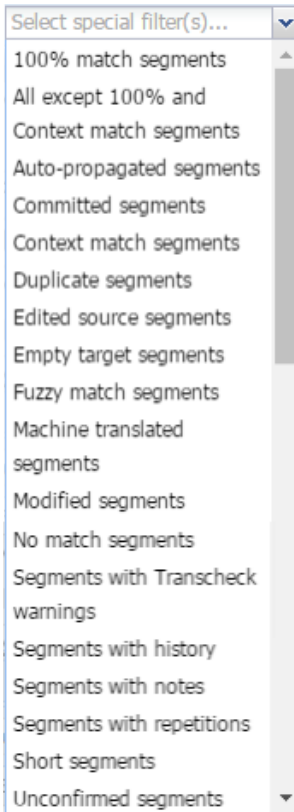 Select special filter(s)...
100% match segments
All except 100% and
Context match segments
Auto-propagated segments
Committed segments
Context match segments
Duplicate segments
Edited source segments
Empty target segments
Fuzzy match segments
Machine translated
segments
Modified segments
No match segments
Segments with Transcheck
warnings
Segments with history
Segments with notes
Segments with repetitions
Short segments
Unconfirmed segments